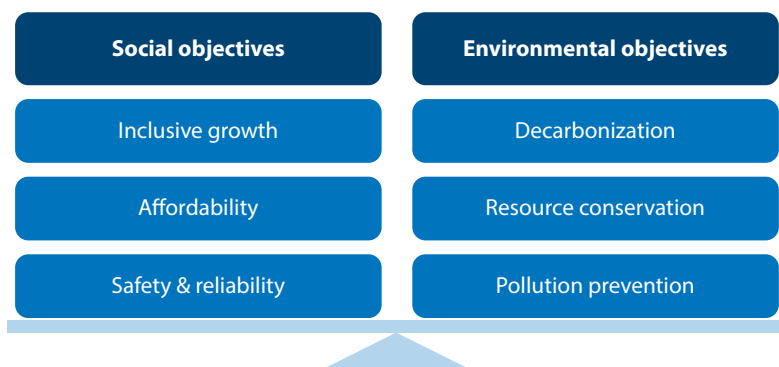 Social objectives
Inclusive growth
Affordability
Safety & reliability
Environmental objectives
Decarbonization
Resource conservation
Pollution prevention